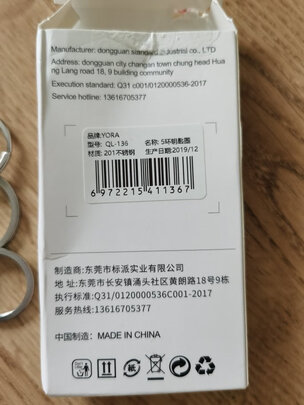 Manufacturer: dongguan standard industrisi co., LTD
Address: dongguan city changan town chung head Hua
ng Lang road 18, 9 building community
Execution standard: Q31 c001/0120000536-2017
Service hotline: 13616705377
品牌:YORA
型号: QL-136 名称: 5环钥匙圈
材质: 201不锈钢 生产日期:2019/12
6972215411367
制造商:东莞市标派实业有限公司
地 址:东莞市长安镇涌头社区黄朗路18号9栋
执行标准:Q31/0120000536C001-2017
服务热线:13616705377
中国制造: MADE IN CHINA